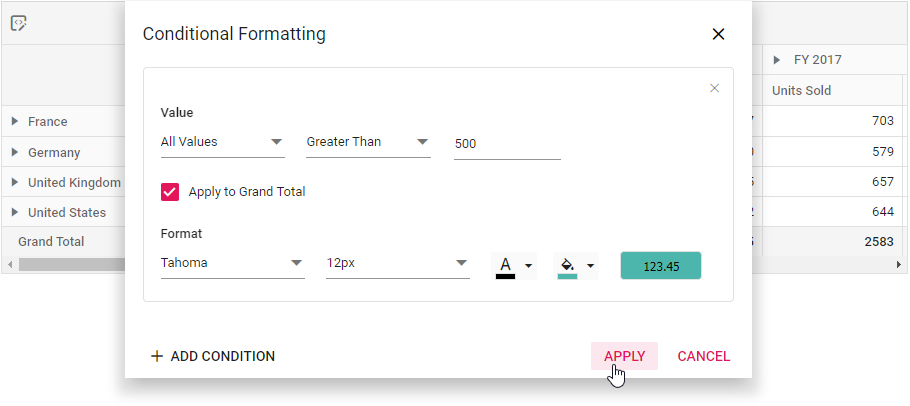 Conditional Formatting
FY 2017
Units Sold
Value
All Values Greater Than 500
Apply to Grand Total
Format
Tahoma 12px A 123.45
ADD CONDITION APPLY CANCEL
France 703
Germany 579
United Kingdom 657
United States 644
Grand Total 2583